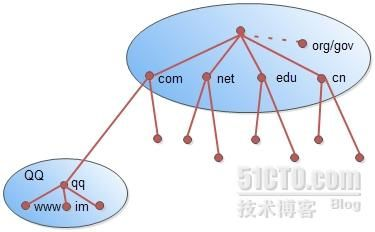 org/gov
com net edu cn
QQ qq
www im
51CTO.com
技术博客 Blog